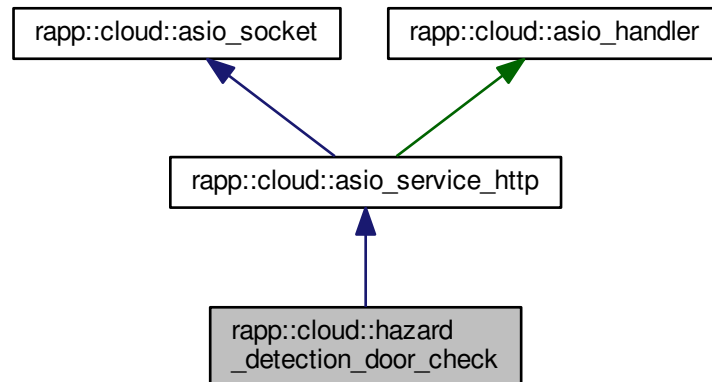 rapp::cloud::asio_socket
rapp::cloud::asio_handler
rapp::cloud::asio_service_http
rapp::cloud::hazard
_detection_door_check